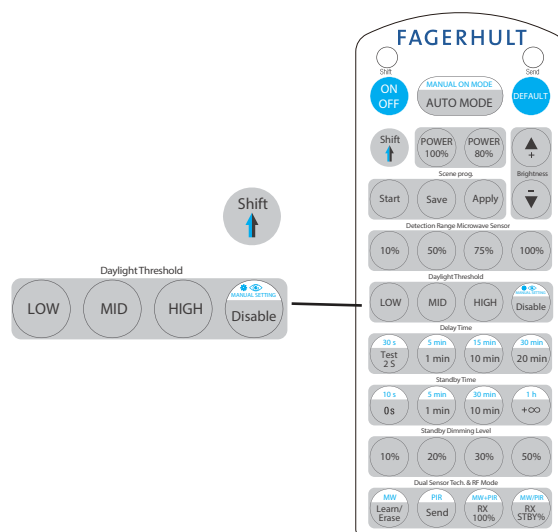 FAGERHULT
Shift
Send
ON
OFF
MANUAL ON MODE
AUTO MODE
DEFAULT
Shift
POWER
100%
POWER
80%
+
Brightness
−
Scene prog.
Start
Save
Apply
Detection Range Microwave Sensor
10%
50%
75%
100%
Daylight Threshold
LOW
MID
HIGH
MANUAL SETTING
Disable
Delay Time
30 s
Test
2 S
5 min
1 min
15 min
10 min
30 min
20 min
Standby Time
10 s
0s
5 min
1 min
30 min
10 min
1 h
+∞
Standby Dimming Level
10%
20%
30%
50%
Dual Sensor Tech. & RF Mode
MW
Learn/
Erase
PIR
Send
MW+PIR
RX
100%
MW/PIR
RX
STBY%
Shift
Daylight Threshold
LOW
MID
HIGH
MANUAL SETTING
Disable